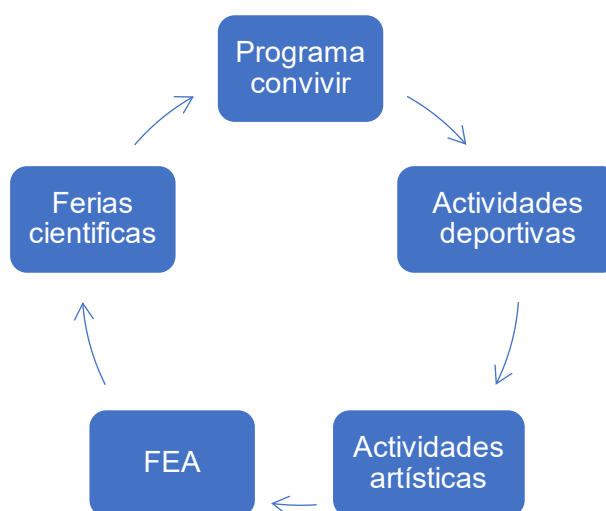 Programa
convivir
Actividades
deportivas
Actividades
artísticas
FEA
Ferias
cientificas